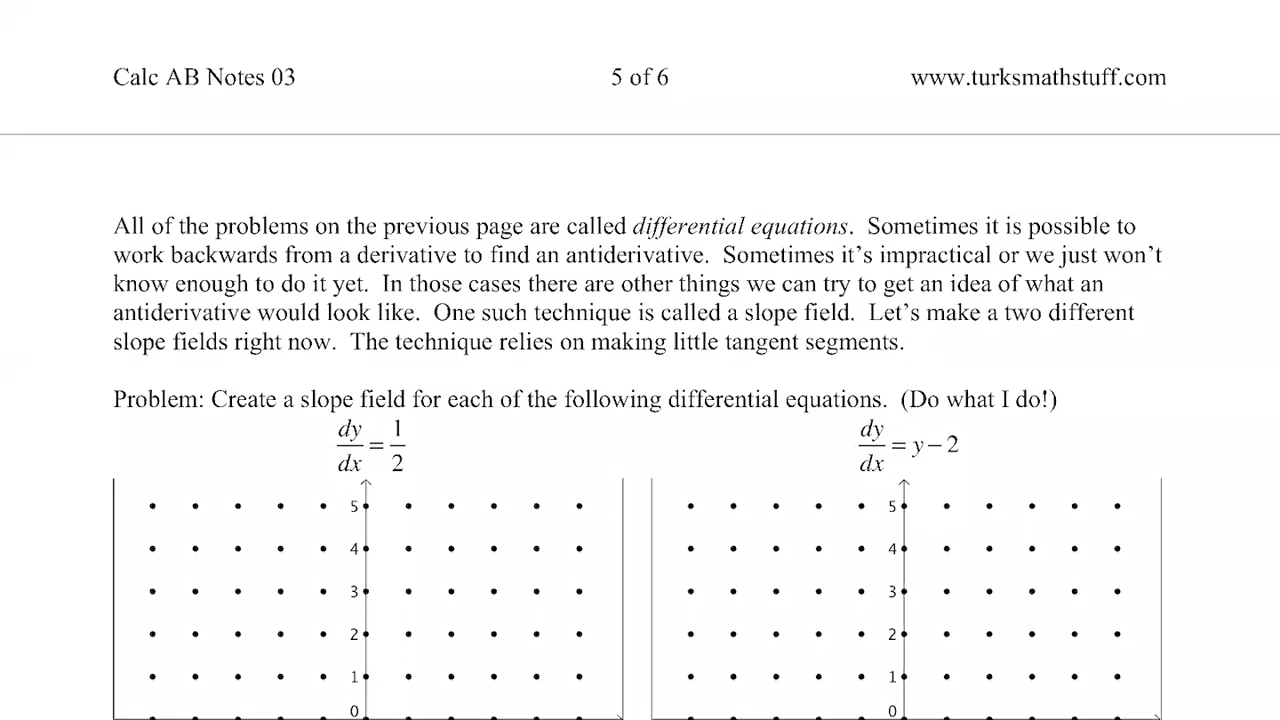 Calc AB Notes 03 5 of 6 www.turksmathstuff.com
All of the problems on the previous page are called differential equations. Sometimes it is possible to
work backwards from a derivative to find an antiderivative. Sometimes it's impractical or we just won't
know enough to do it yet. In those cases there are other things we can try to get an idea of what an
antiderivative would look like. One such technique is called a slope field. Let's make a two different
slope fields right now. The technique relies on making little tangent segments.
Problem: Create a slope field for each of the following differential equations. (Do what I do!)
dy/dx = 1/2
5
4
3
2
1
0
dy/dx = y − 2
5
4
3
2
1
0